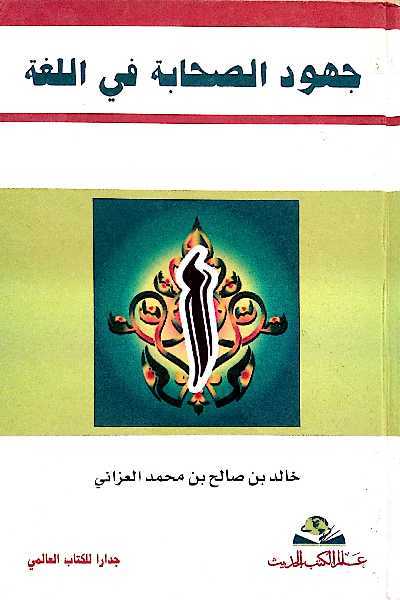 جهود الصحابة في اللغة
أ
خالد بن صالح بن محمد العزاني
عالم الكتب الحديث
جدارا للكتاب العالمي